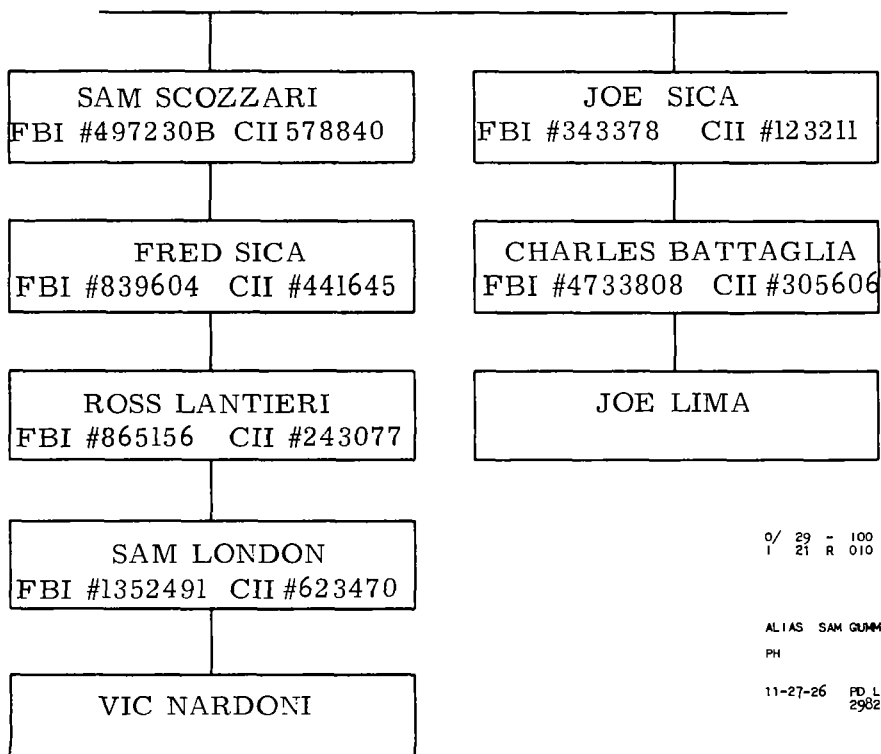 SAM SCOZZARI
FBI #497230B CII 578840
FRED SICA
FBI #839604 CII #441645
ROSS LANTIERI
FBI #865156 CII #243077
SAM LONDON
FBI #1352491 CII #623470
VIC NARDONI
JOE SICA
FBI #343378 CII #123211
CHARLES BATTAGLIA
FBI #4733808 CII #305606
JOE LIMA
0/ 29 - 100
1 21 R 010
ALIAS SAM
PH
11-27-26 PD L
2982